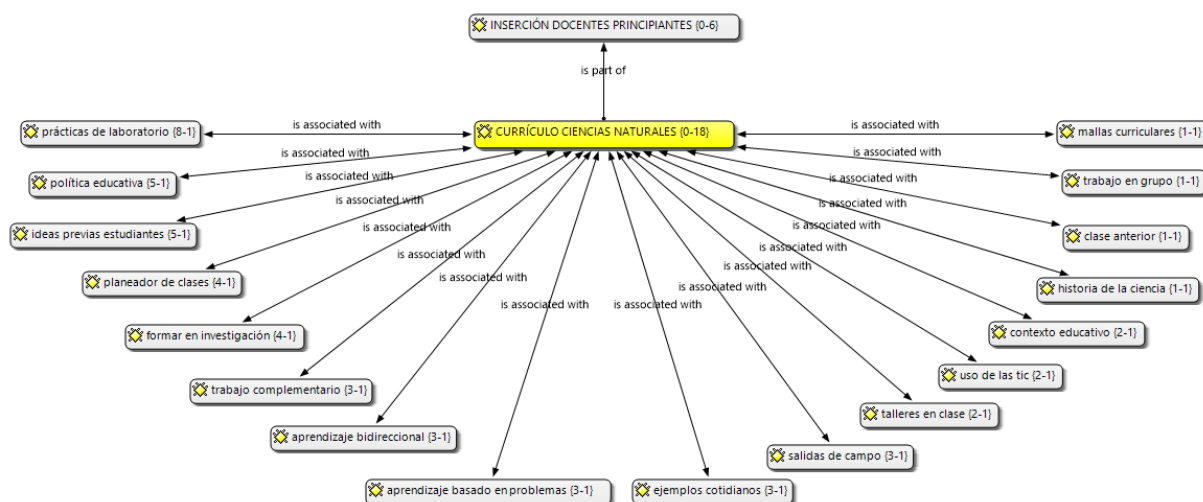 INSERCIÓN DOCENTES PRINCIPIANTES {0-6}
is part of
CURRÍCULO CIENCIAS NATURALES {0-18}
prácticas de laboratorio {8-1}
is associated with
política educativa {5-1}
is associated with
ideas previas estudiantes {5-1}
is associated with
planeador de clases {4-1}
is associated with
formar en investigación {4-1}
is associated with
trabajo complementario {3-1}
is associated with
aprendizaje bidireccional {3-1}
is associated with
aprendizaje basado en problemas {3-1}
is associated with
ejemplos cotidianos {3-1}
is associated with
salidas de campo {3-1}
is associated with
talleres en clase {2-1}
is associated with
uso de las tic {2-1}
is associated with
contexto educativo {2-1}
is associated with
historia de la ciencia {1-1}
is associated with
clase anterior {1-1}
is associated with
trabajo en grupo {1-1}
is associated with
mallas curriculares {1-1}
is associated with